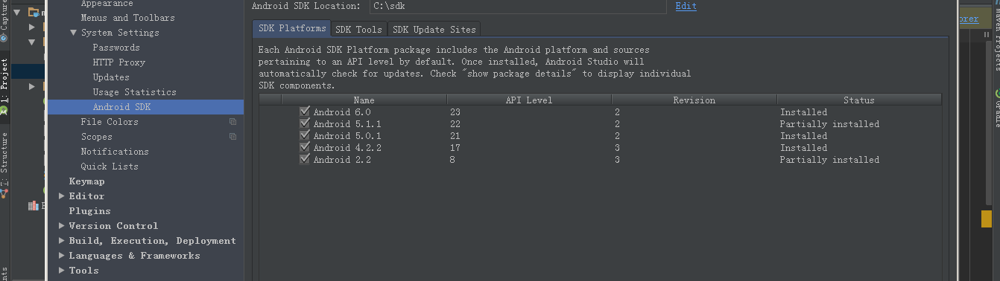 Appearance
Menus and Toolbars
System Settings
Passwords
HTTP Proxy
Updates
Usage Statistics
Android SDK
File Colors
Scopes
Notifications
Quick Lists
Keymap
Editor
Plugins
Version Control
Build, Execution, Deployment
Languages & Frameworks
Tools
Android SDK Location: C:\sdk Edit
SDK Platforms SDK Tools SDK Update Sites
Each Android SDK Platform package includes the Android platform and sources
pertaining to an API level by default. Once installed, Android Studio will
automatically check for updates. Check "show package details" to display individual
SDK components.
Name API Level Revision Status
Android 6.0 23 2 Installed
Android 5.1.1 22 2 Partially installed
Android 5.0.1 21 2 Installed
Android 4.2.2 17 3 Installed
Android 2.2 8 3 Partially installed
Capture
1: Project
7: Structure
orer
Maven Projects
Gradle